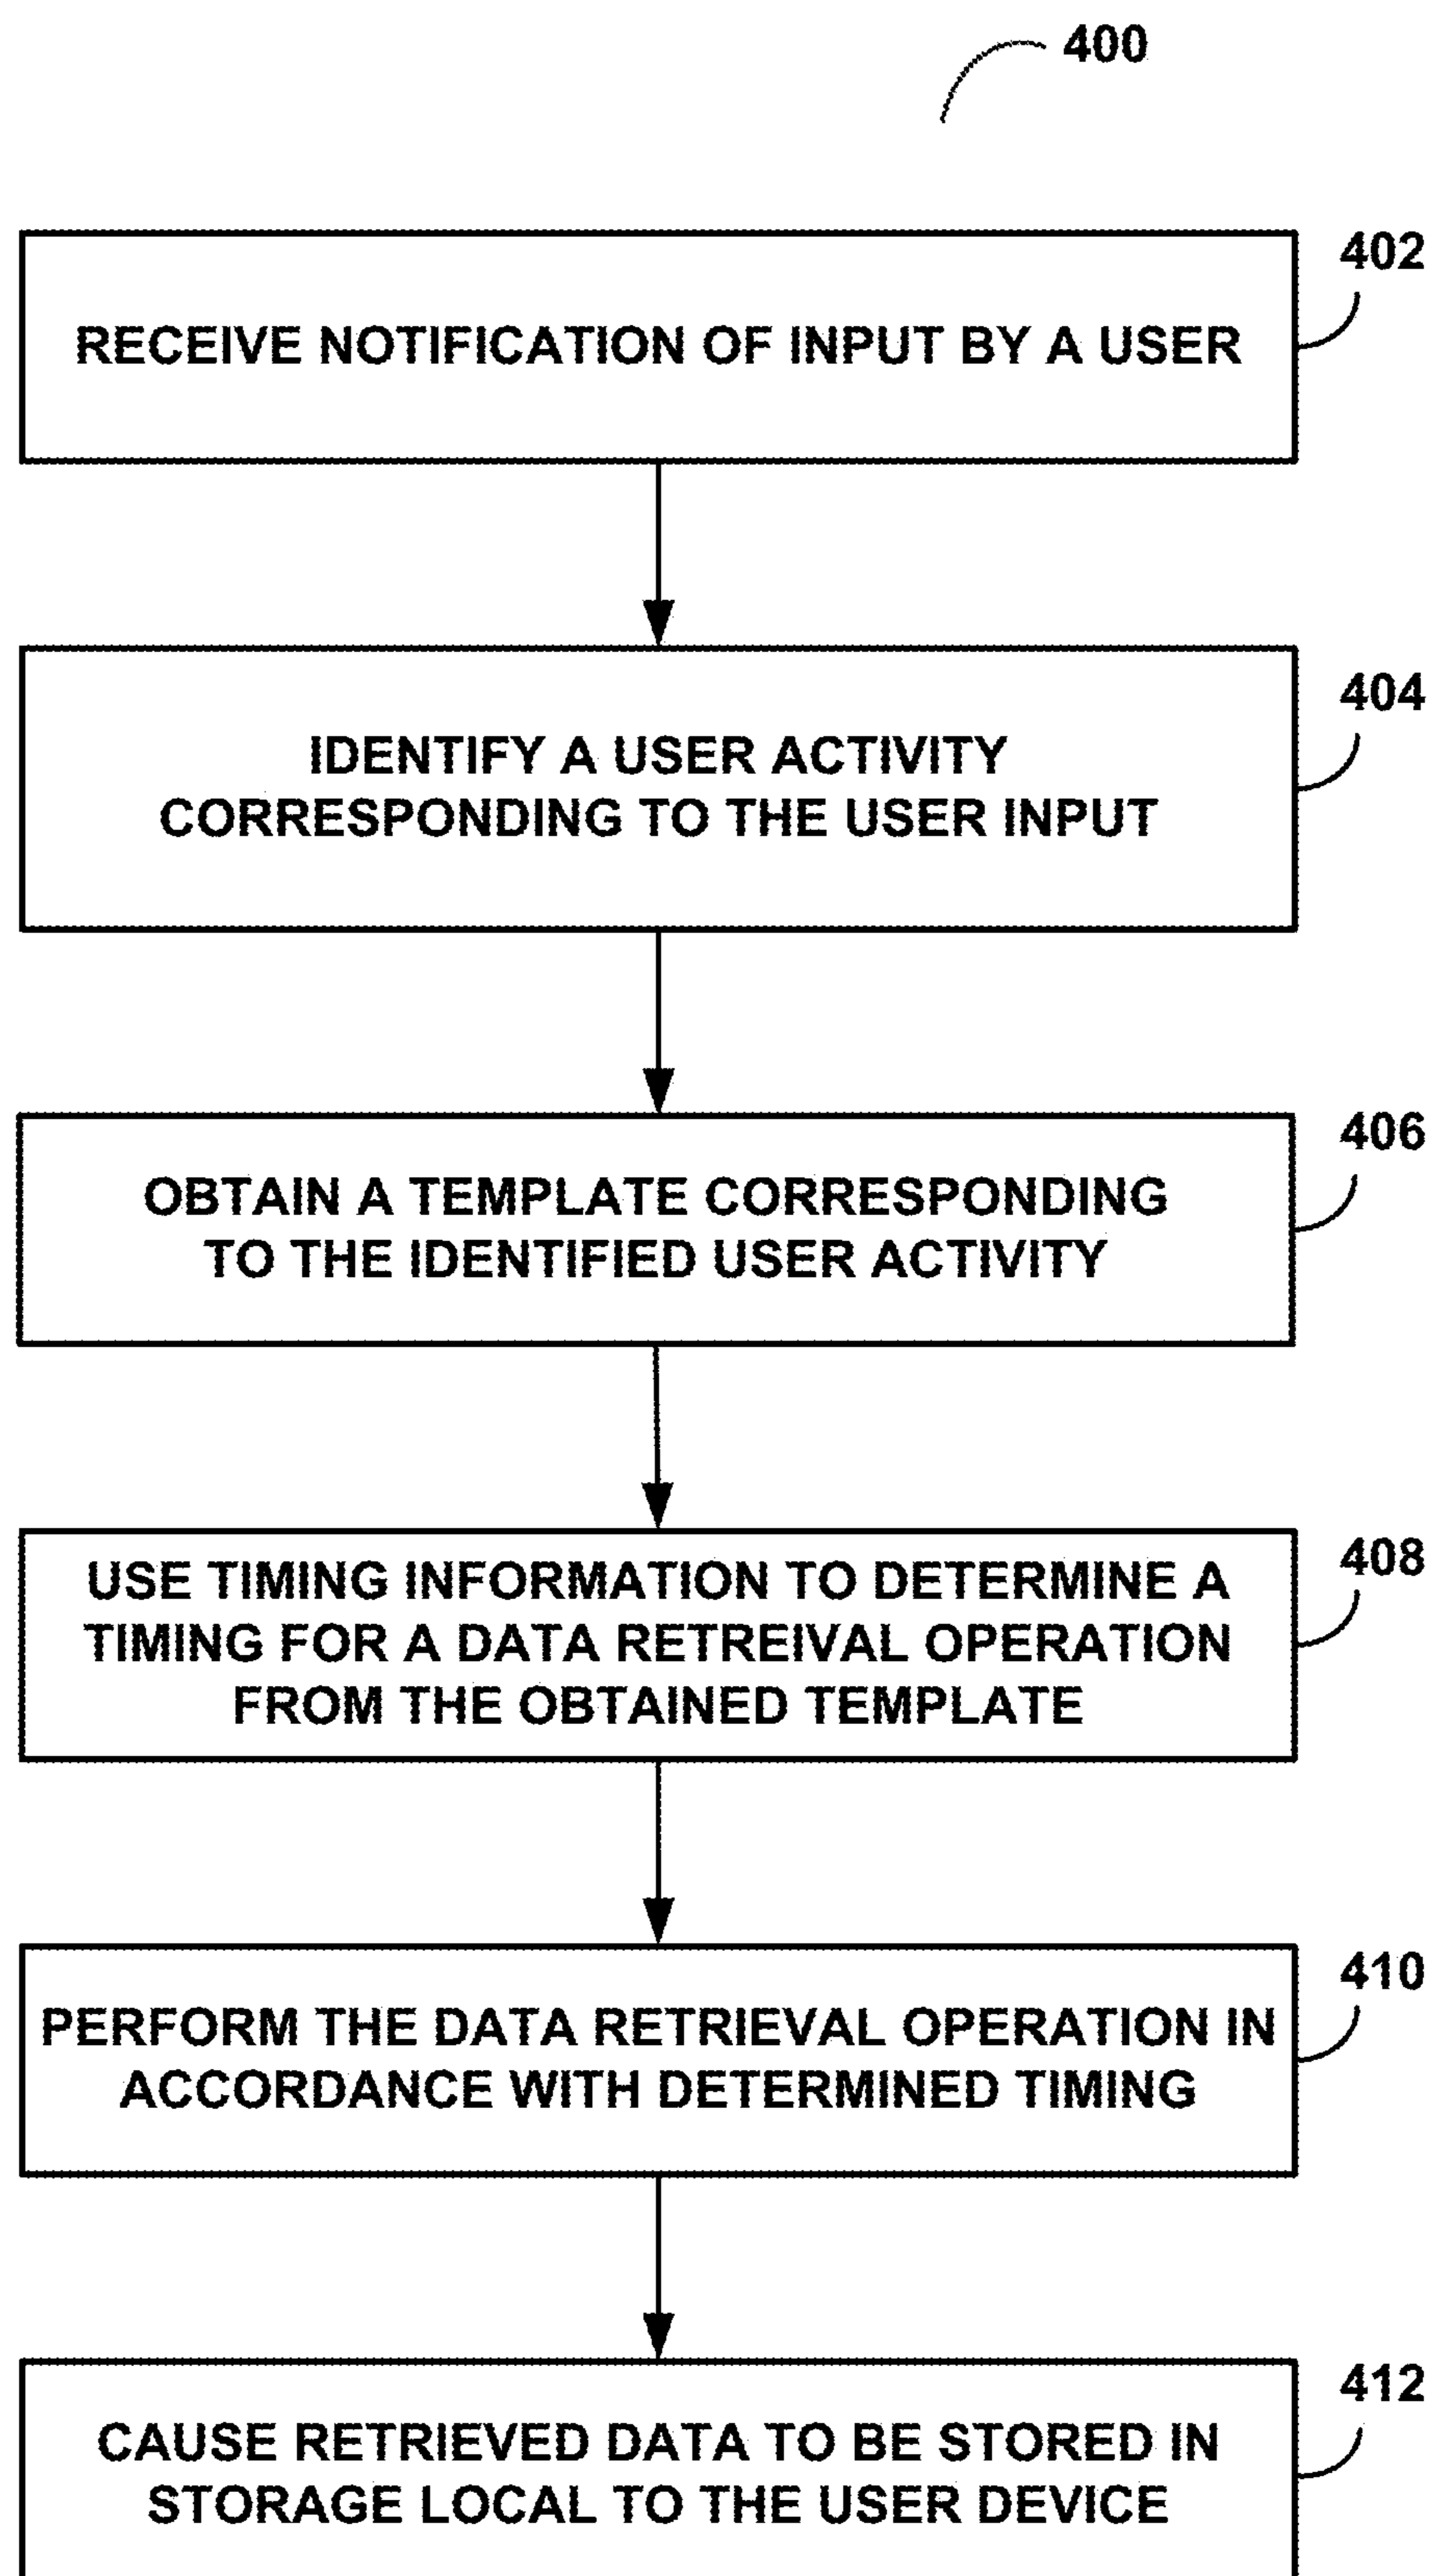 400
402
RECEIVE NOTIFICATION OF INPUT BY A USER
404
IDENTIFY A USER ACTIVITY
CORRESPONDING TO THE USER INPUT
406
OBTAIN A TEMPLATE CORRESPONDING
TO THE IDENTIFIED USER ACTIVITY
408
USE TIMING INFORMATION TO DETERMINE A
TIMING FOR A DATA RETREIVAL OPERATION
FROM THE OBTAINED TEMPLATE
410
PERFORM THE DATA RETRIEVAL OPERATION IN
ACCORDANCE WITH DETERMINED TIMING
412
CAUSE RETRIEVED DATA TO BE STORED IN
STORAGE LOCAL TO THE USER DEVICE